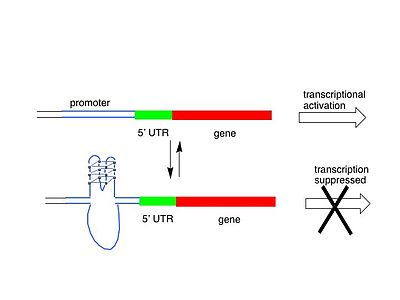 transcriptional
activation
promoter
5' UTR
gene
transcription
suppressed
5' UTR
gene